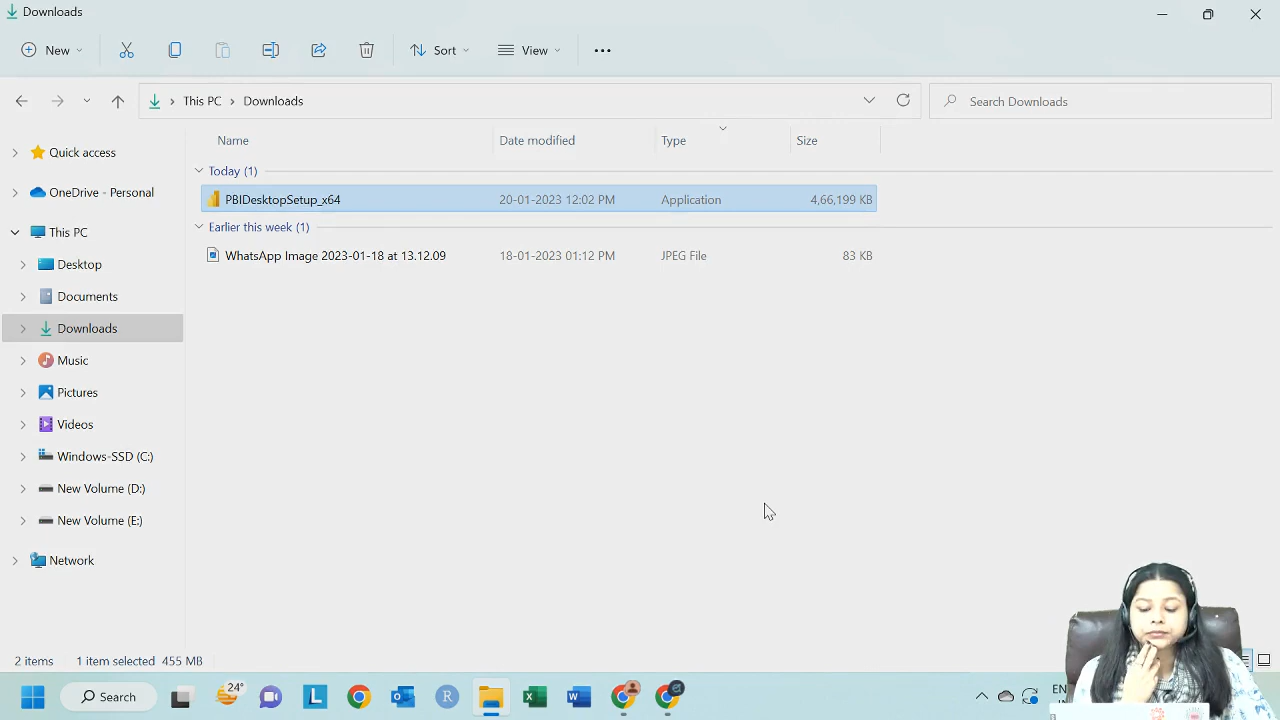 Downloads
New
Sort
View
This PC
Downloads
Search Downloads
Name
Date modified
Type
Size
Quick access
OneDrive - Personal
This PC
Desktop
Documents
Downloads
Music
Pictures
Videos
Windows-SSD (C:)
New Volume (D:)
New Volume (E:)
Network
Today (1)
PBIDesktopSetup_x64 20-01-2023 12:02 PM Application 4,66,199 KB
Earlier this week (1)
WhatsApp Image 2023-01-18 at 13.12.09 18-01-2023 01:12 PM JPEG File 83 KB
2 items 1 item selected 455 MB
24°
Search
L
R
EN